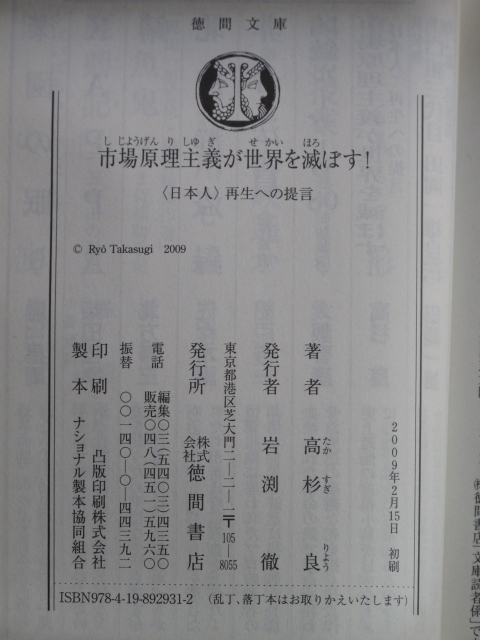 徳間文庫
市場原理主義が世界を滅ぼす！
〈日本人〉再生への提言
© Ryō Takasugi 2009
2009年2月15日 初刷
著者 高杉良
発行者 岩渕徹
東京都港区芝大門二―二―一〒105―8055
発行所 株式会社徳間書店
電話 編集〇三(五四〇三)四三五〇
販売〇四八(四五一)五九六〇
振替 〇〇一四〇―〇―四四三九二
印刷 凸版印刷株式会社
製本 ナショナル製本協同組合
ISBN978-4-19-892931-2 (乱丁、落丁本はお取りかえいたします)